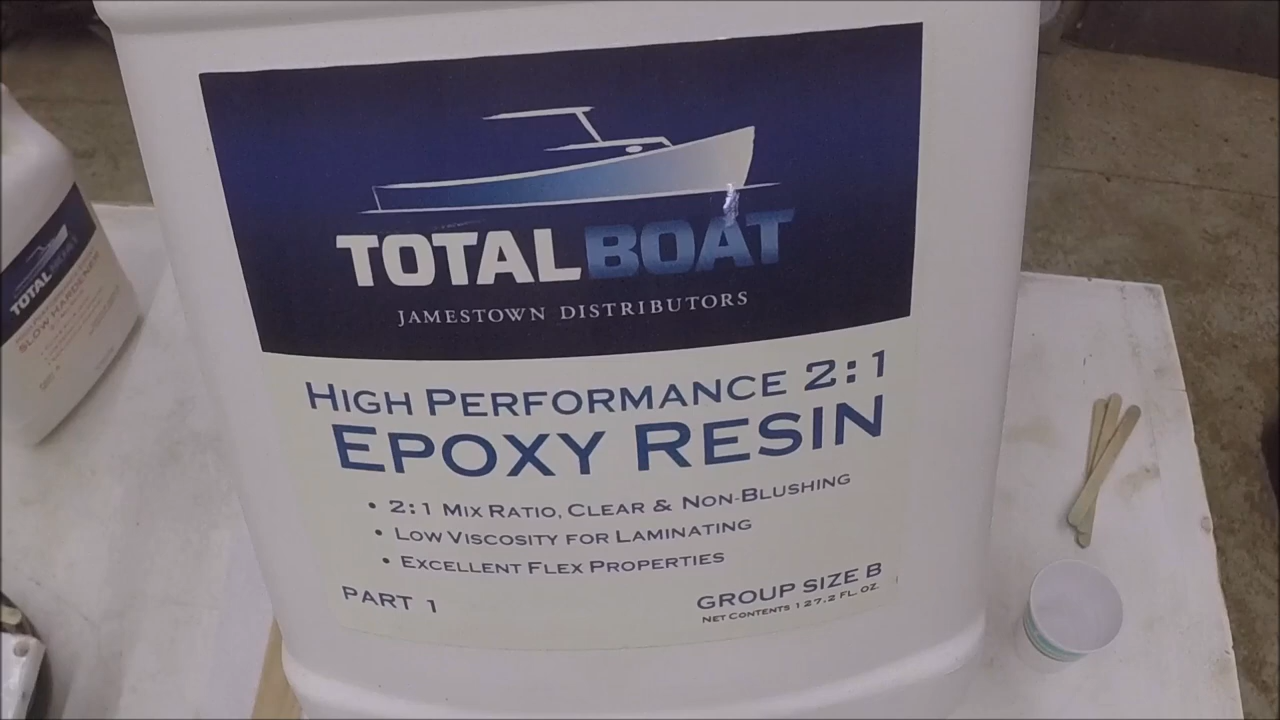 TOTALBOAT
JAMESTOWN DISTRIBUTORS
HIGH PERFORMANCE 2:1
EPOXY RESIN
• 2:1 MIX RATIO, CLEAR & NON-BLUSHING
• LOW VISCOSITY FOR LAMINATING
• EXCELLENT FLEX PROPERTIES
PART 1
GROUP SIZE B
NET CONTENTS 127.2 FL. OZ.
TOTALBOAT
SLOW HARDENER